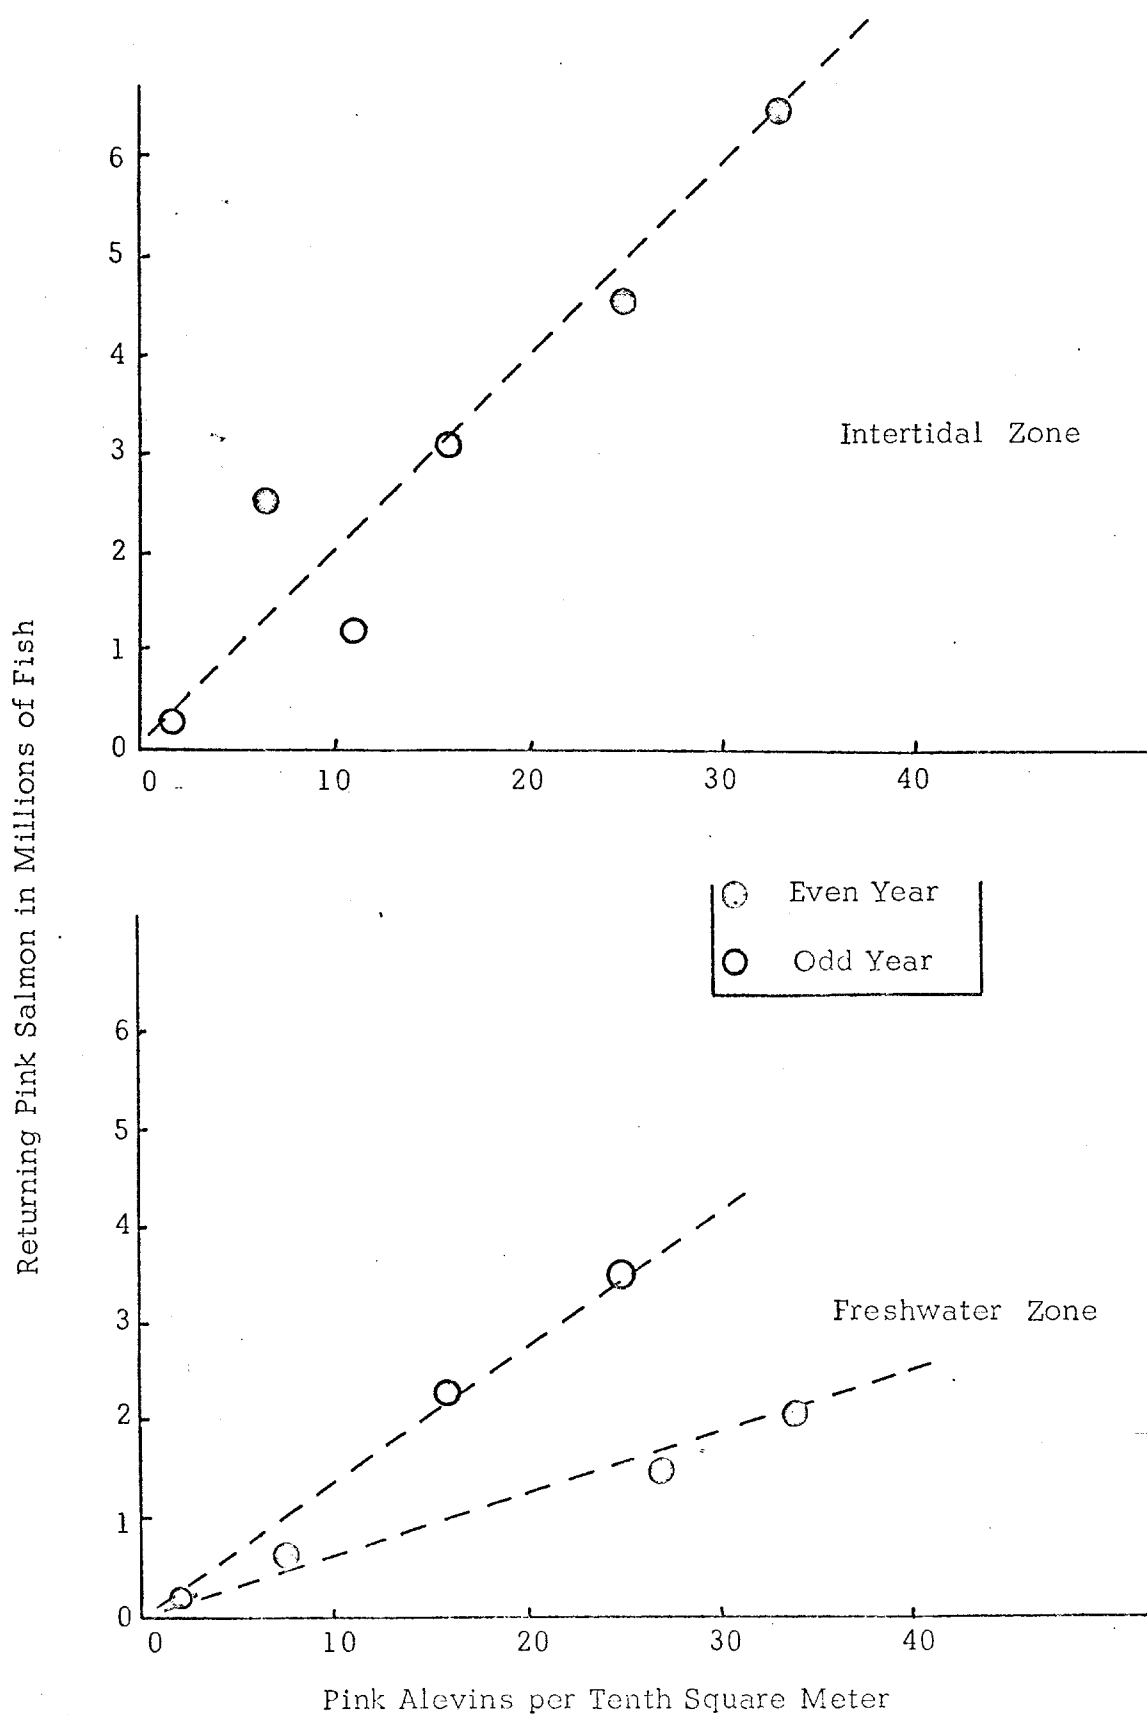 6
5
4
3
2
1
0
0 10 20 30 40
Intertidal Zone
Returning Pink Salmon in Millions of Fish
Even Year
Odd Year
6
5
4
3
2
1
0
0 10 20 30 40
Freshwater Zone
Pink Alevins per Tenth Square Meter